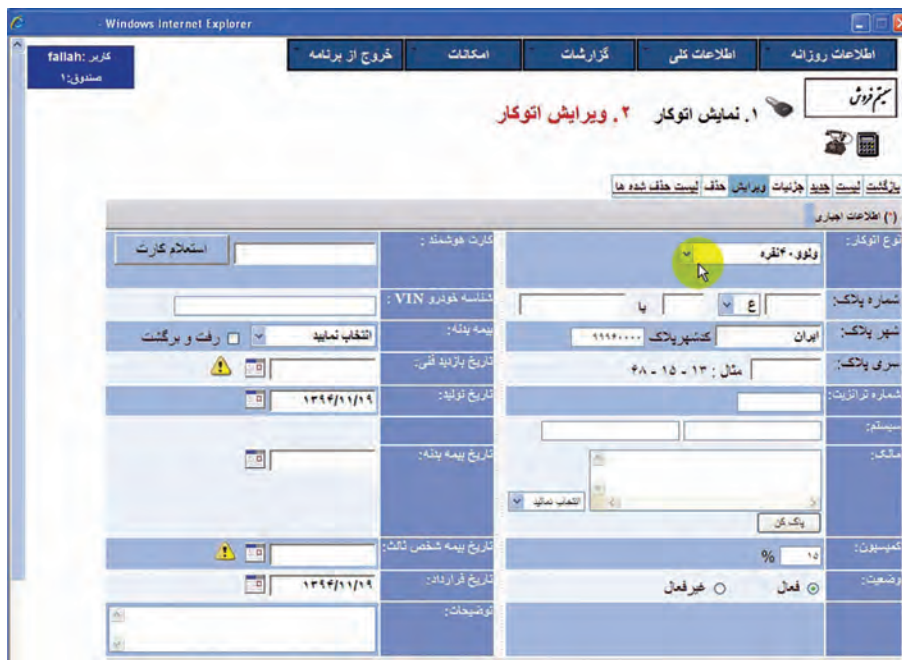 - Windows Internet Explorer
اطلاعات روزانه اطلاعات کلی گزارشات امکانات خروج از برنامه
کاربر: fallah
صندوق:۱
سیستم فروش
۱. نمایش اتوکار ۲. ویرایش اتوکار
بازگشت لیست جدید جزئیات ویرایش حذف لیست حذف شده ها
(*) اطلاعات اجباری
نوع اتوکار: ولوو۴۰نفره کارت هوشمند : استعلام کارت
شماره پلاک: ع یا شناسه خودرو VIN :
شهر پلاک: ایران کدشهرپلاک ۹۹۹۴۰۰۰۰ بیمه بدنه: انتخاب نمایید رفت و برگشت
سری پلاک: مثال : ۱۳ - ۱۵ - ۴۸ تاریخ بازدید فنی:
شماره ترانزیت: تاریخ تولید: ۱۳۹۴/۱۱/۱۹
سیستم:
مالک: انتخاب نمائید تاریخ بیمه بدنه:
پاک کن
کمیسیون: ۱۵ % تاریخ بیمه شخص ثالث:
وضعیت: فعال غیرفعال تاریخ قرارداد: ۱۳۹۴/۱۱/۱۹
توضیحات: